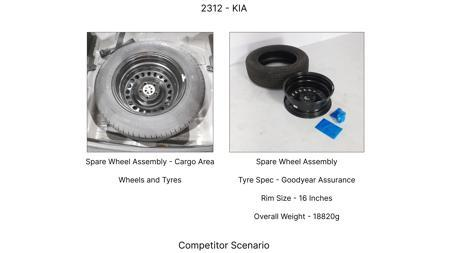 2312 - KIA
Spare Wheel Assembly - Cargo Area
Wheels and Tyres
Spare Wheel Assembly
Tyre Spec - Goodyear Assurance
Rim Size - 16 Inches
Overall Weight - 18820g
Competitor Scenario